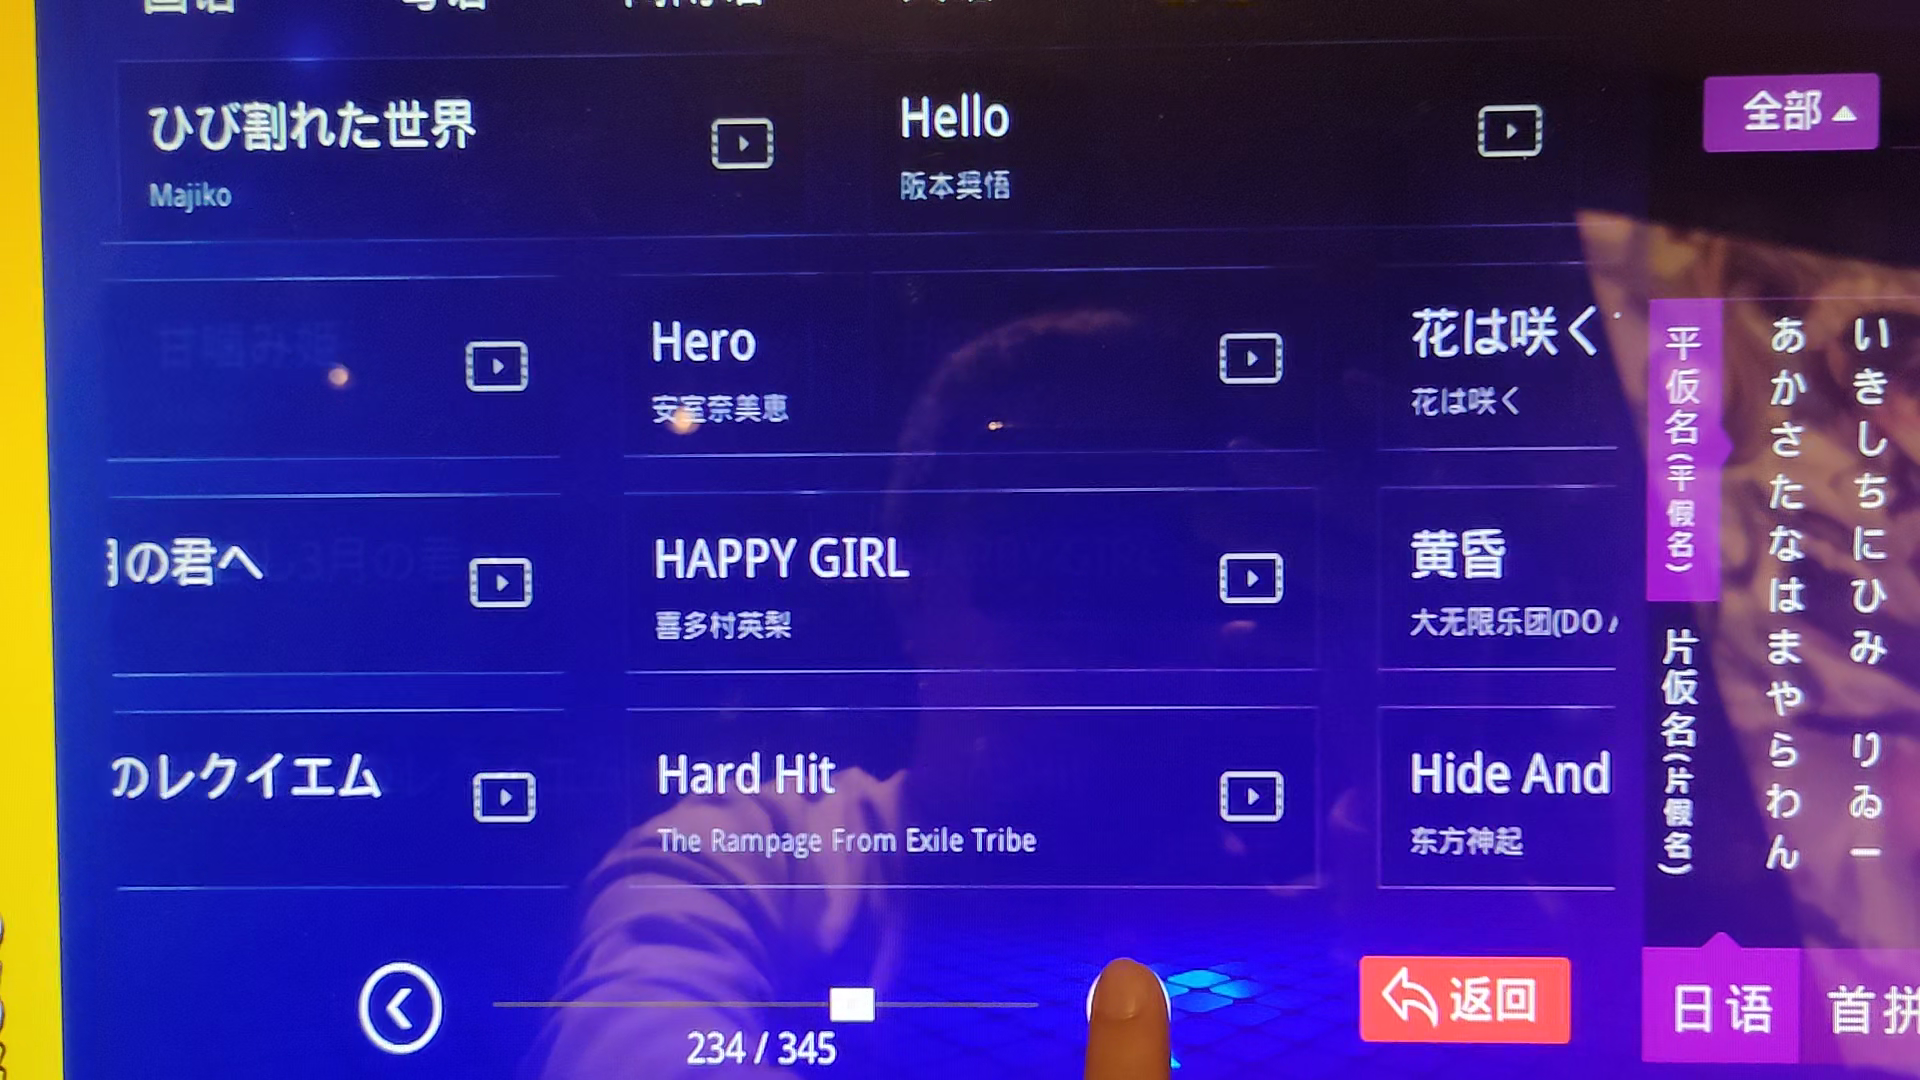 ひび割れた世界
Majiko
Hello
阪本奨悟
全部
Hero
安室奈美恵
花は咲く
花は咲く
月の君へ
HAPPY GIRL
喜多村英梨
黄昏
大无限乐团(DO A
のレクイエム
Hard Hit
The Rampage From Exile Tribe
Hide And
东方神起
平仮名(平假名)
片仮名(片假名)
あかさたなはまやらわん
いきしちにひみ りゐー
234 / 345
返回
日语
首拼